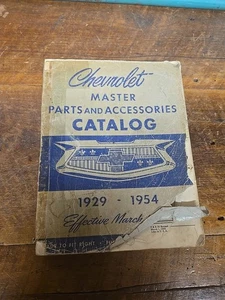 Chevrolet
MASTER
PARTS AND ACCESSORIES
CATALOG
1929 - 1954
Effective March